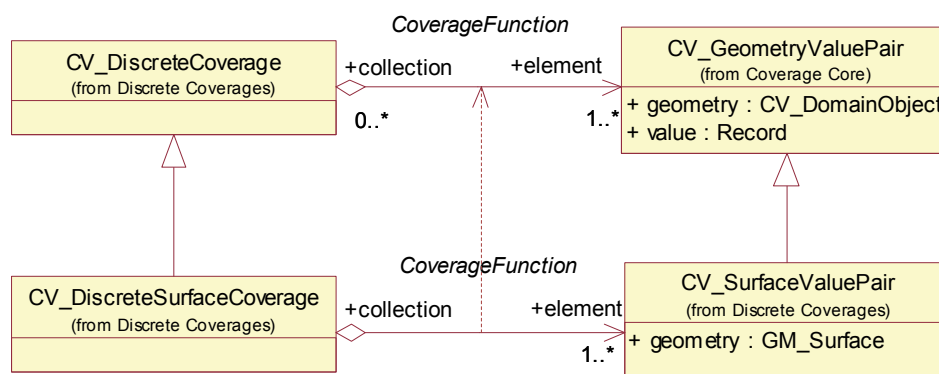 CoverageFunction
CV_DiscreteCoverage
(from Discrete Coverages)
+collection
0..*
+element
1..*
CV_GeometryValuePair
(from Coverage Core)
+ geometry : CV_DomainObject
+ value : Record
CoverageFunction
CV_DiscreteSurfaceCoverage
(from Discrete Coverages)
+collection
+element
1..*
CV_SurfaceValuePair
(from Discrete Coverages)
+ geometry : GM_Surface